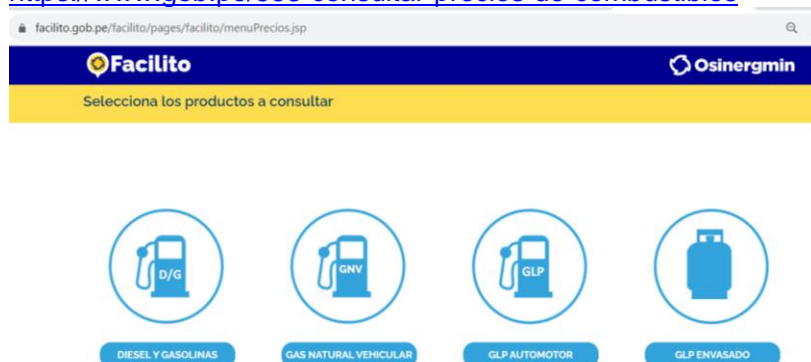 facilito.gob.pe/facilito/pages/facilito/menuPrecios.jsp
Facilito
Osinergmin
Selecciona los productos a consultar
D/G
GNV
GLP
DIESEL Y GASOLINAS
GAS NATURAL VEHICULAR
GLP AUTOMOTOR
GLP ENVASADO